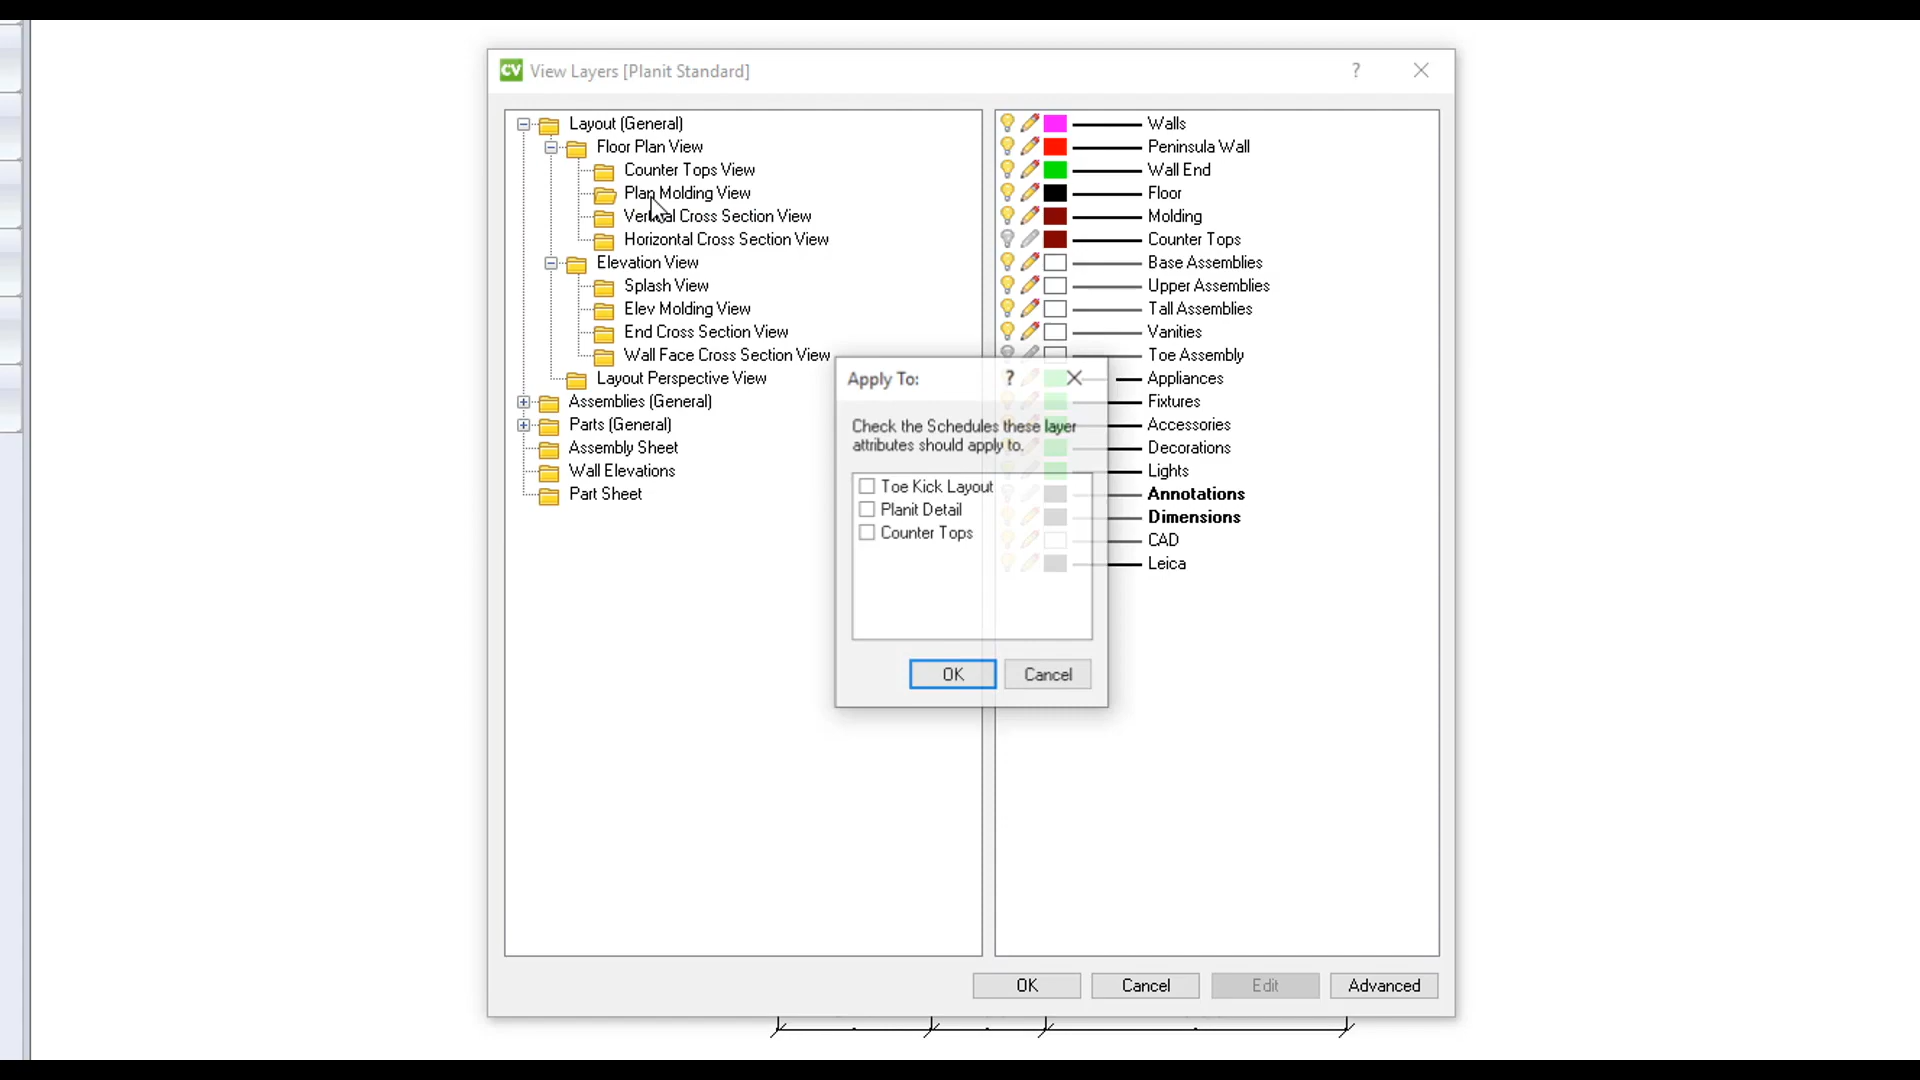 CV View Layers [Planit Standard] ?
Layout (General)
Floor Plan View
Counter Tops View
Plan Molding View
Vertical Cross Section View
Horizontal Cross Section View
Elevation View
Splash View
Elev Molding View
End Cross Section View
Wall Face Cross Section View
Layout Perspective View
Assemblies (General)
Parts (General)
Assembly Sheet
Wall Elevations
Part Sheet
Walls
Peninsula Wall
Wall End
Floor
Molding
Counter Tops
Base Assemblies
Upper Assemblies
Tall Assemblies
Vanities
Toe Assembly
Appliances
Fixtures
Accessories
Decorations
Lights
Annotations
Dimensions
CAD
Leica
Apply To: ?
Check the Schedules these layer
attributes should apply to.
Toe Kick Layout
Planit Detail
Counter Tops
OK Cancel
OK Cancel Edit Advanced